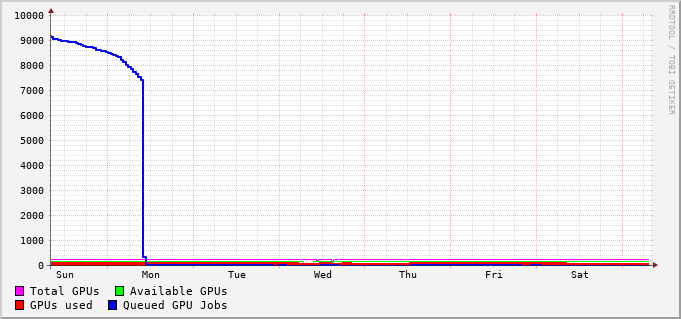 10000
9000
8000
7000
6000
5000
4000
3000
2000
1000
0
Sun Mon Tue Wed Thu Fri Sat
Total GPUs Available GPUs
GPUs used Queued GPU Jobs
RRDTOOL / TOBI OETIKER